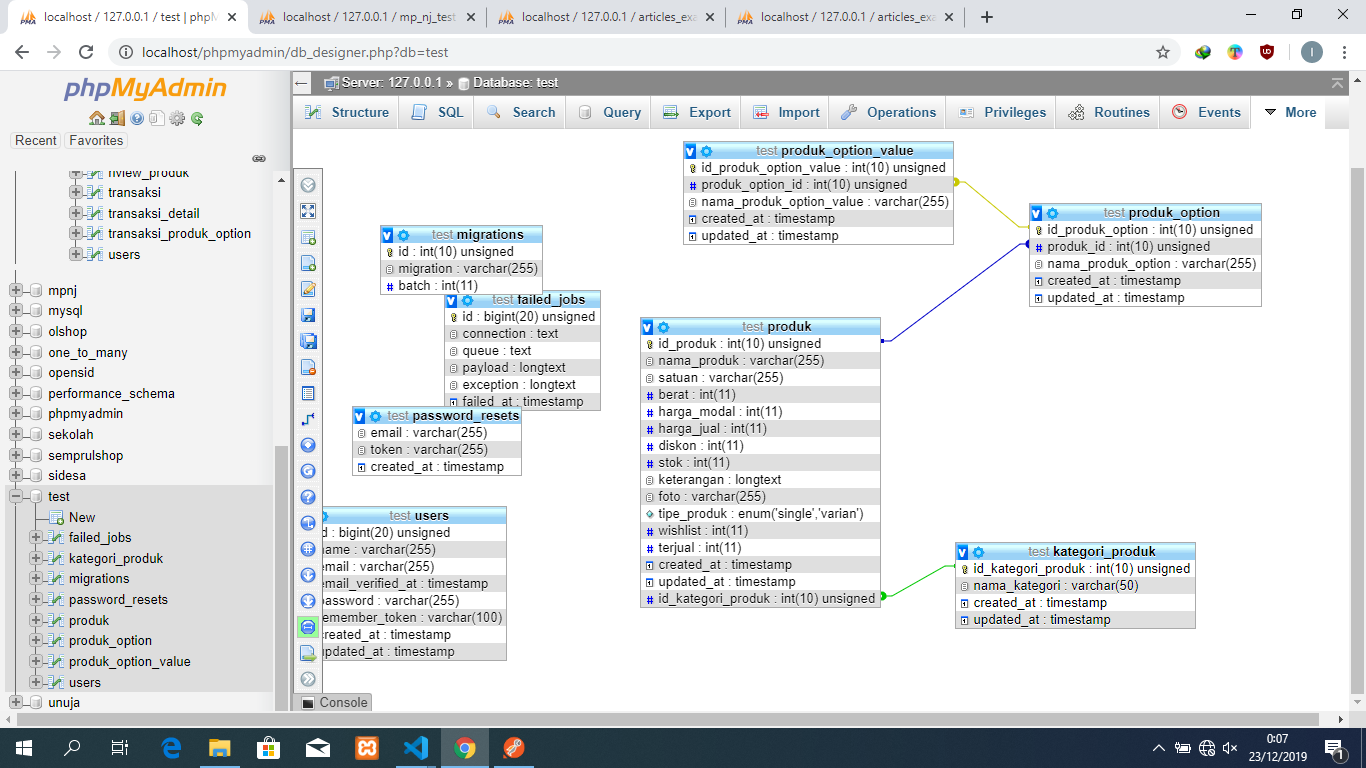 localhost / 127.0.0.1 / test | phpM
localhost / 127.0.0.1 / mp_nj_test
localhost / 127.0.0.1 / articles_exa
localhost / 127.0.0.1 / articles_exa
localhost/phpmyadmin/db_designer.php?db=test
I
phpMyAdmin
Recent Favorites
transaksi
transaksi_detail
transaksi_produk_option
users
mpnj
mysql
olshop
one_to_many
opensid
performance_schema
phpmyadmin
sekolah
semprulshop
sidesa
test
New
failed_jobs
kategori_produk
migrations
password_resets
produk
produk_option
produk_option_value
users
unuja
Server: 127.0.0.1 » Database: test
Structure SQL Search Query Export Import Operations Privileges Routines Events More
test produk_option_value
id_produk_option_value : int(10) unsigned
produk_option_id : int(10) unsigned
nama_produk_option_value : varchar(255)
created_at : timestamp
updated_at : timestamp
test produk_option
id_produk_option : int(10) unsigned
produk_id : int(10) unsigned
nama_produk_option : varchar(255)
created_at : timestamp
updated_at : timestamp
test migrations
id : int(10) unsigned
migration : varchar(255)
batch : int(11)
test failed_jobs
id : bigint(20) unsigned
connection : text
queue : text
payload : longtext
exception : longtext
failed_at : timestamp
test password_resets
email : varchar(255)
token : varchar(255)
created_at : timestamp
test users
d : bigint(20) unsigned
name : varchar(255)
email : varchar(255)
email_verified_at : timestamp
password : varchar(255)
remember_token : varchar(100)
created_at : timestamp
updated_at : timestamp
test produk
id_produk : int(10) unsigned
nama_produk : varchar(255)
satuan : varchar(255)
berat : int(11)
harga_modal : int(11)
harga_jual : int(11)
diskon : int(11)
stok : int(11)
keterangan : longtext
foto : varchar(255)
tipe_produk : enum('single','varian')
wishlist : int(11)
terjual : int(11)
created_at : timestamp
updated_at : timestamp
id_kategori_produk : int(10) unsigned
test kategori_produk
id_kategori_produk : int(10) unsigned
nama_kategori : varchar(50)
created_at : timestamp
updated_at : timestamp
Console
0:07
23/12/2019
1